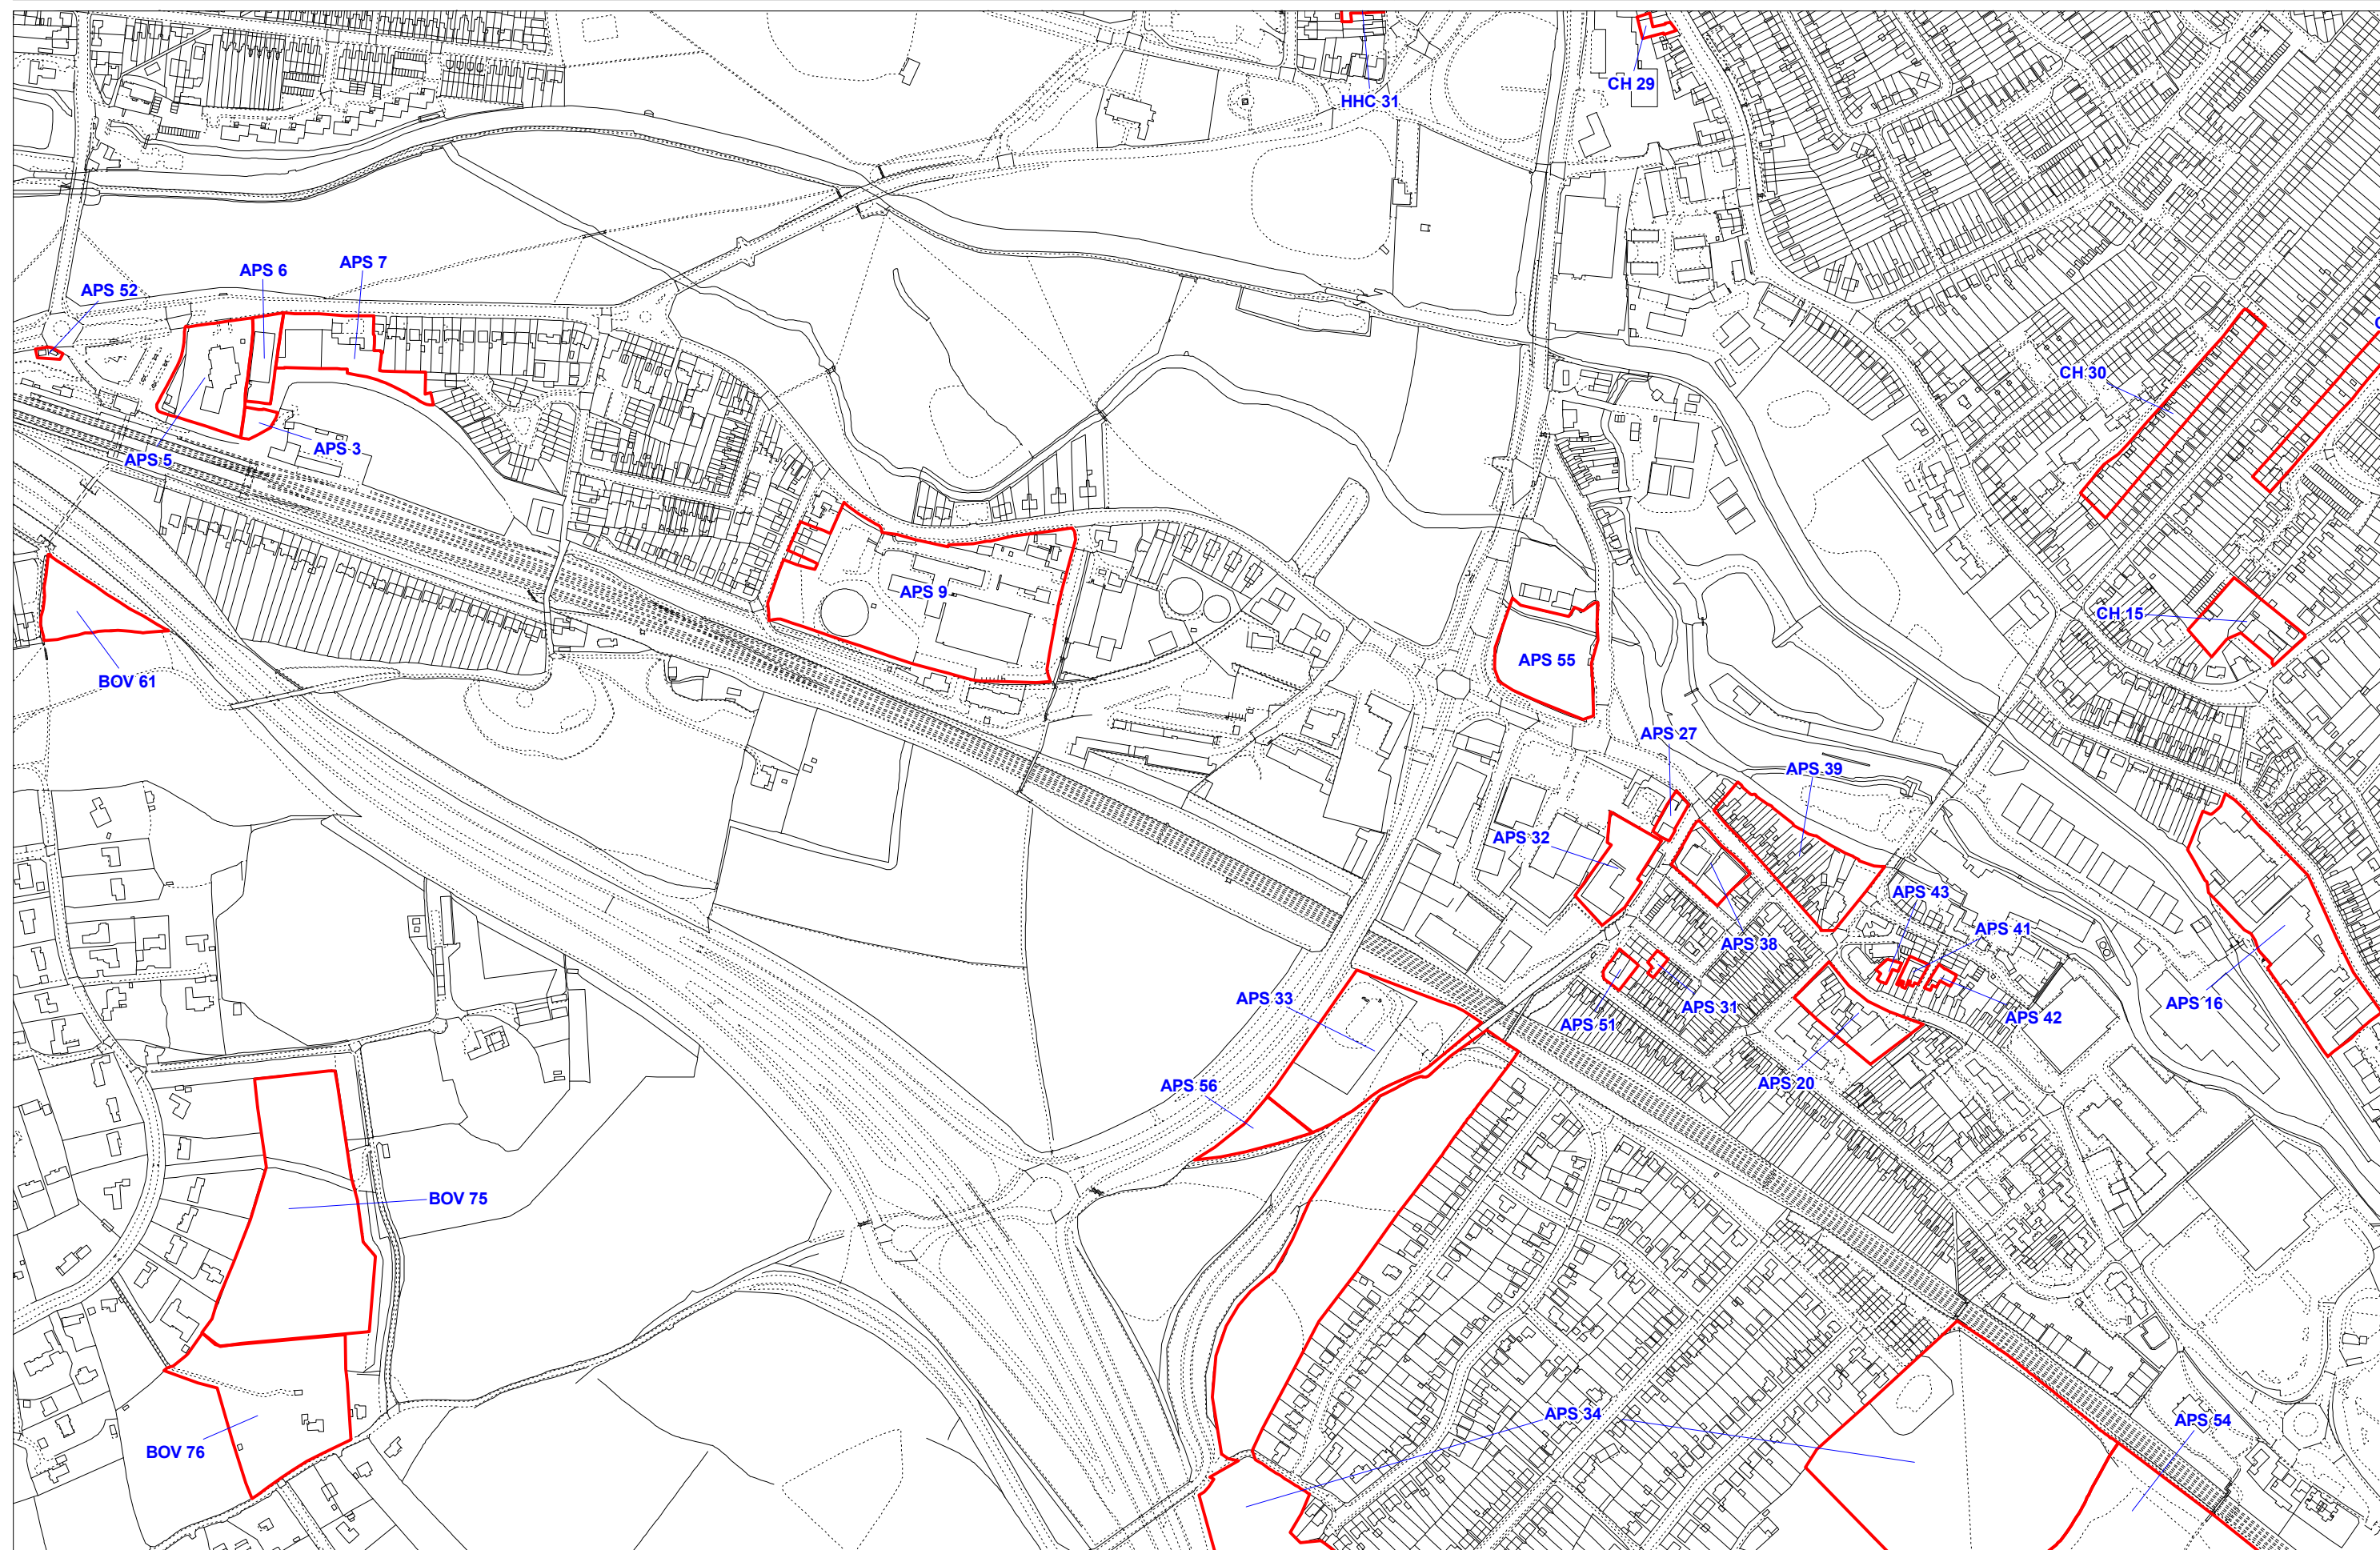 CH 29
HHC 31
APS 7
APS 6
APS 52
CH 30
APS 3
APS 5
APS 9
CH 15
APS 55
BOV 61
APS 27
APS 39
APS 32
APS 43
APS 41
APS 38
APS 33
APS 16
APS 31
APS 42
APS 51
APS 20
APS 56
BOV 75
APS 34
APS 54
BOV 76